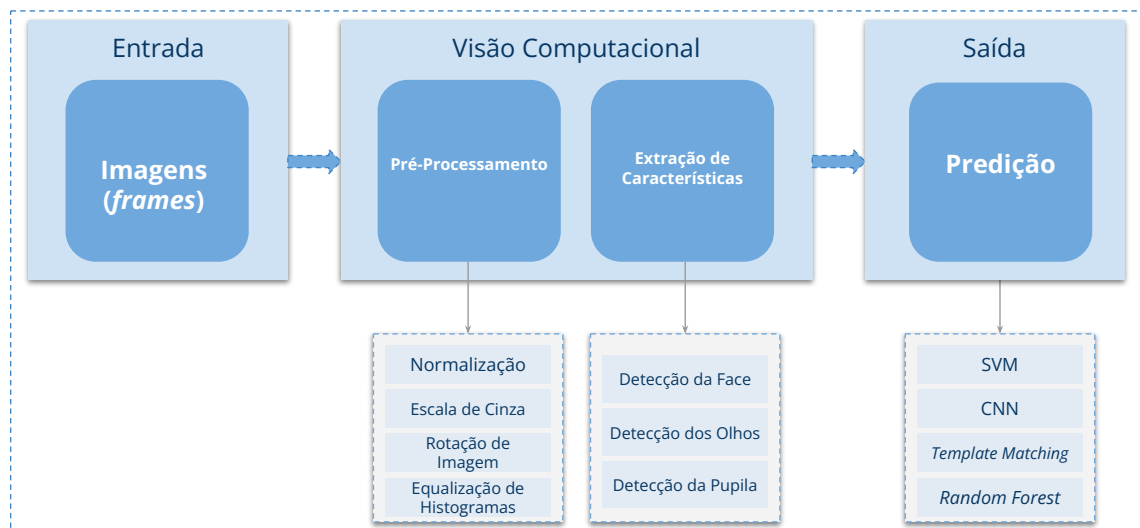 Entrada
Imagens
(frames)
Visão Computacional
Pré-Processamento
Extração de
Características
Saída
Predição
Normalização
Escala de Cinza
Rotação de
Imagem
Equalização de
Histogramas
Detecção da Face
Detecção dos Olhos
Detecção da Pupila
SVM
CNN
Template Matching
Random Forest